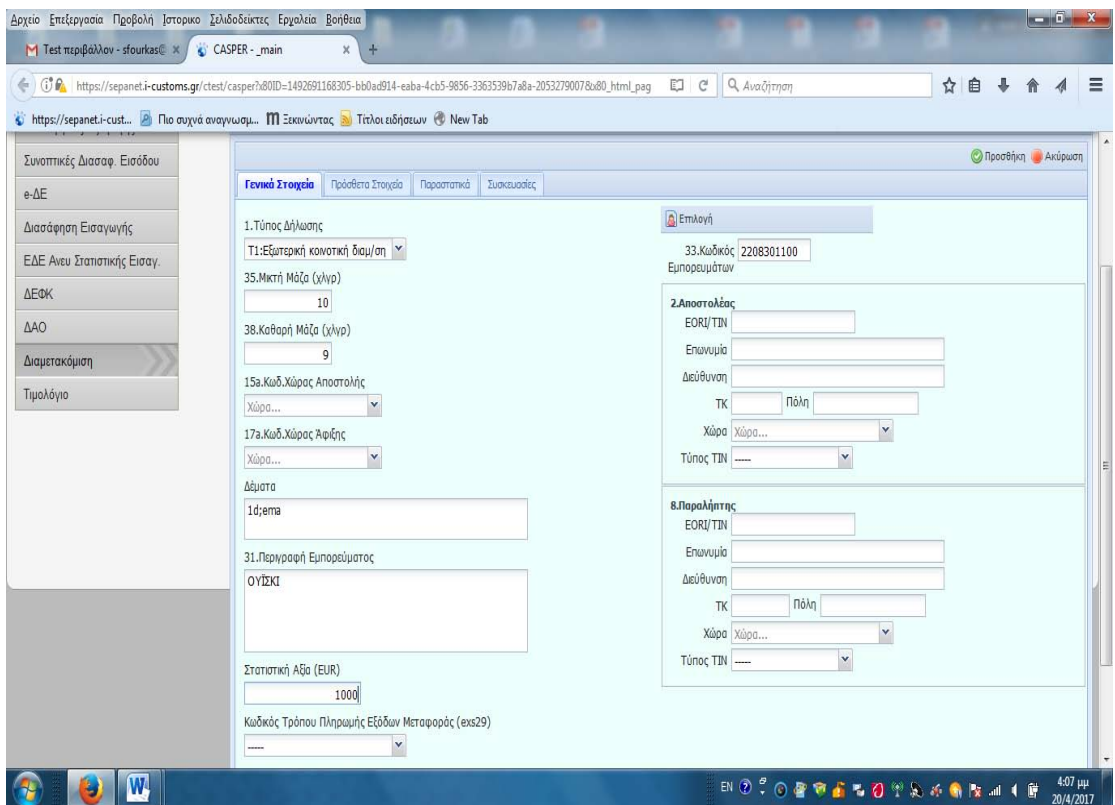 Αρχείο Επεξεργασία Προβολή Ιστορικο Σελιδοδείκτες Εργαλεία Βοήθεια
Test περιβάλλον - sfourkas@ × CASPER - _main × +
https://sepanet.i-customs.gr/ctest/casper?x80ID=1492691168305-bb0ad914-eaba-4cb5-9856-3363539b7a8a-2053279007&x80_html_pag Αναζήτηση
https://sepanet.i-cust... Πιο συχνά αναγνωσμ... Ξεκινώντας Τίτλοι ειδήσεων New Tab
Συνοπτικές Διασαφ. Εισόδου
e-ΔΕ
Διασάφηση Εισαγωγής
ΕΔΕ Ανευ Στατιστικής Εισαγ.
ΔΕΦΚ
ΔΑΟ
Διαμετακόμιση
Τιμολόγιο
Προσθήκη Ακύρωση
Γενικά Στοιχεία Πρόσθετα Στοιχεία Παραστατικά Συσκευασίες
1.Τύπος Δήλωσης
T1:Εξωτερική κοινοτική διαμ/ση
35.Μικτή Μάζα (χλγρ)
10
38.Καθαρή Μάζα (χλγρ)
9
15a.Κωδ.Χώρας Αποστολής
Χώρα...
17a.Κωδ.Χώρας Άφιξης
Χώρα...
Δέματα
1d;ema
31.Περιγραφή Εμπορεύματος
ΟΥΪΣΚΙ
Στατιστική Αξία (EUR)
1000
Κωδικός Τρόπου Πληρωμής Εξόδων Μεταφοράς (exs29)
-----
Επιλογή
33.Κωδικός Εμπορευμάτων 2208301100
2.Αποστολέας
EORI/TIN
Επωνυμία
Διεύθυνση
ΤΚ Πόλη
Χώρα Χώρα...
Τύπος TIN -----
8.Παραλήπτης
EORI/TIN
Επωνυμία
Διεύθυνση
ΤΚ Πόλη
Χώρα Χώρα...
Τύπος TIN -----
EN 4:07 μμ
20/4/2017